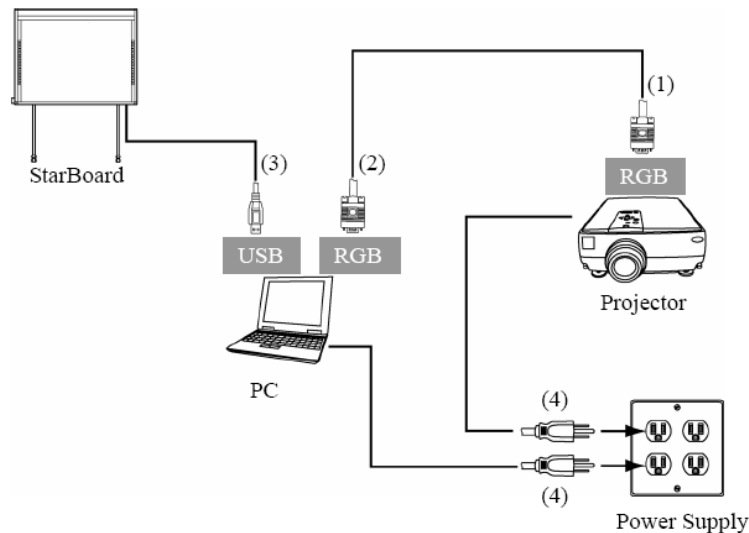 (1)
(3)
(2)
StarBoard
RGB
USB
RGB
Projector
PC
(4)
(4)
Power Supply